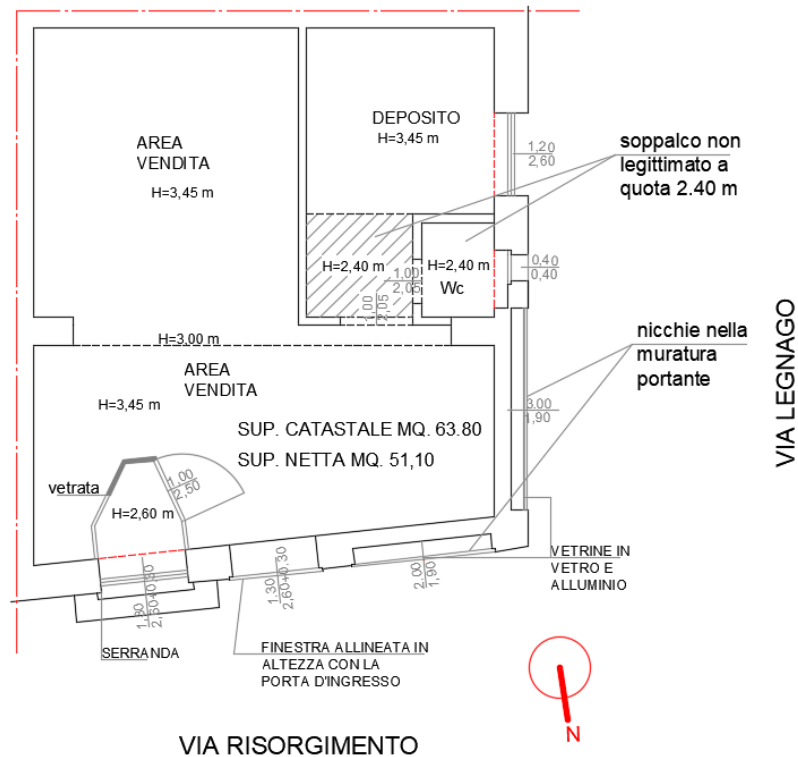 DEPOSITO
H=3,45 m
AREA
VENDITA
H=3,45 m
1,20
2,60
soppalco non
legittimato a
quota 2.40 m
H=2,40 m
1,00
2,05
H=2,40 m
Wc
0,40
0,40
1,00
2,05
H=3,00 m
AREA
VENDITA
H=3,45 m
nicchie nella
muratura
portante
3.00
1,90
VIA LEGNAGO
SUP. CATASTALE MQ. 63.80
SUP. NETTA MQ. 51,10
vetrata
1,00
2,50
H=2,60 m
VETRINE IN
VETRO E
ALLUMINIO
2,60+0.30
1,30
2,60+0.30
2,00
1,90
SERRANDA
FINESTRA ALLINEATA IN
ALTEZZA CON LA
PORTA D'INGRESSO
N
VIA RISORGIMENTO